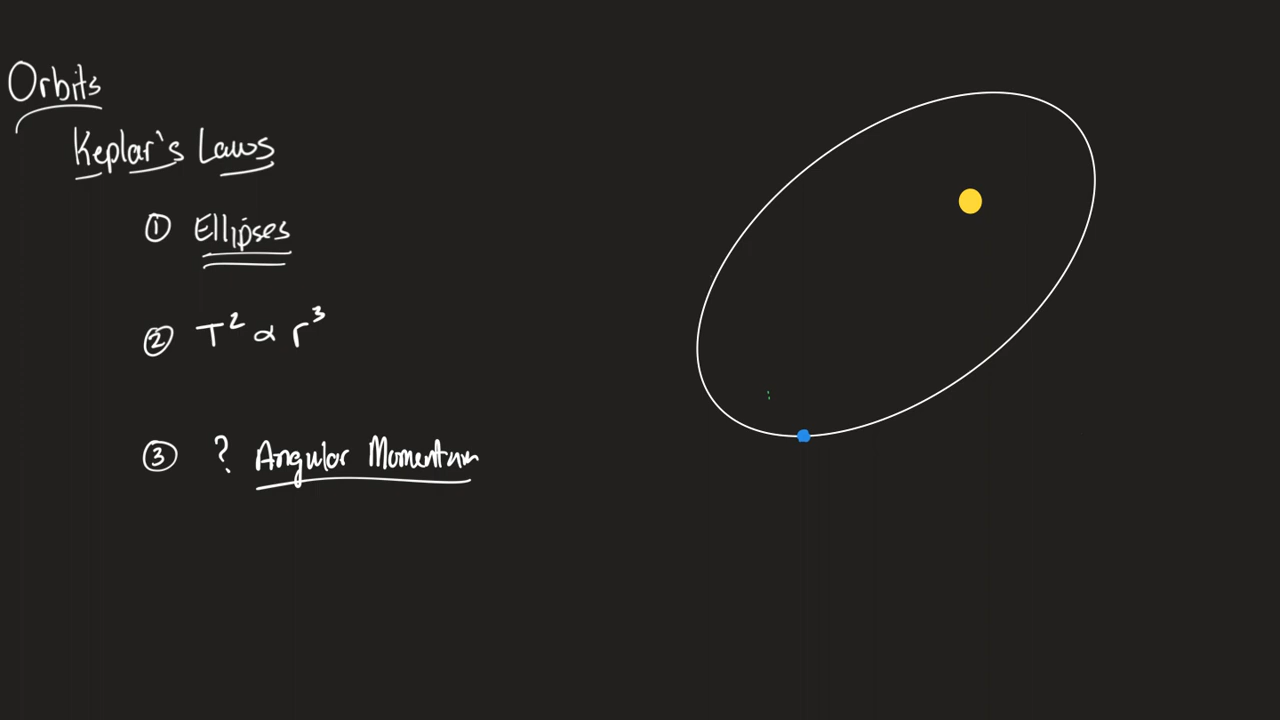 Orbits
Keplar's Laws
① Ellipses
② T² ∝ r³
③ ? Angular Momentum